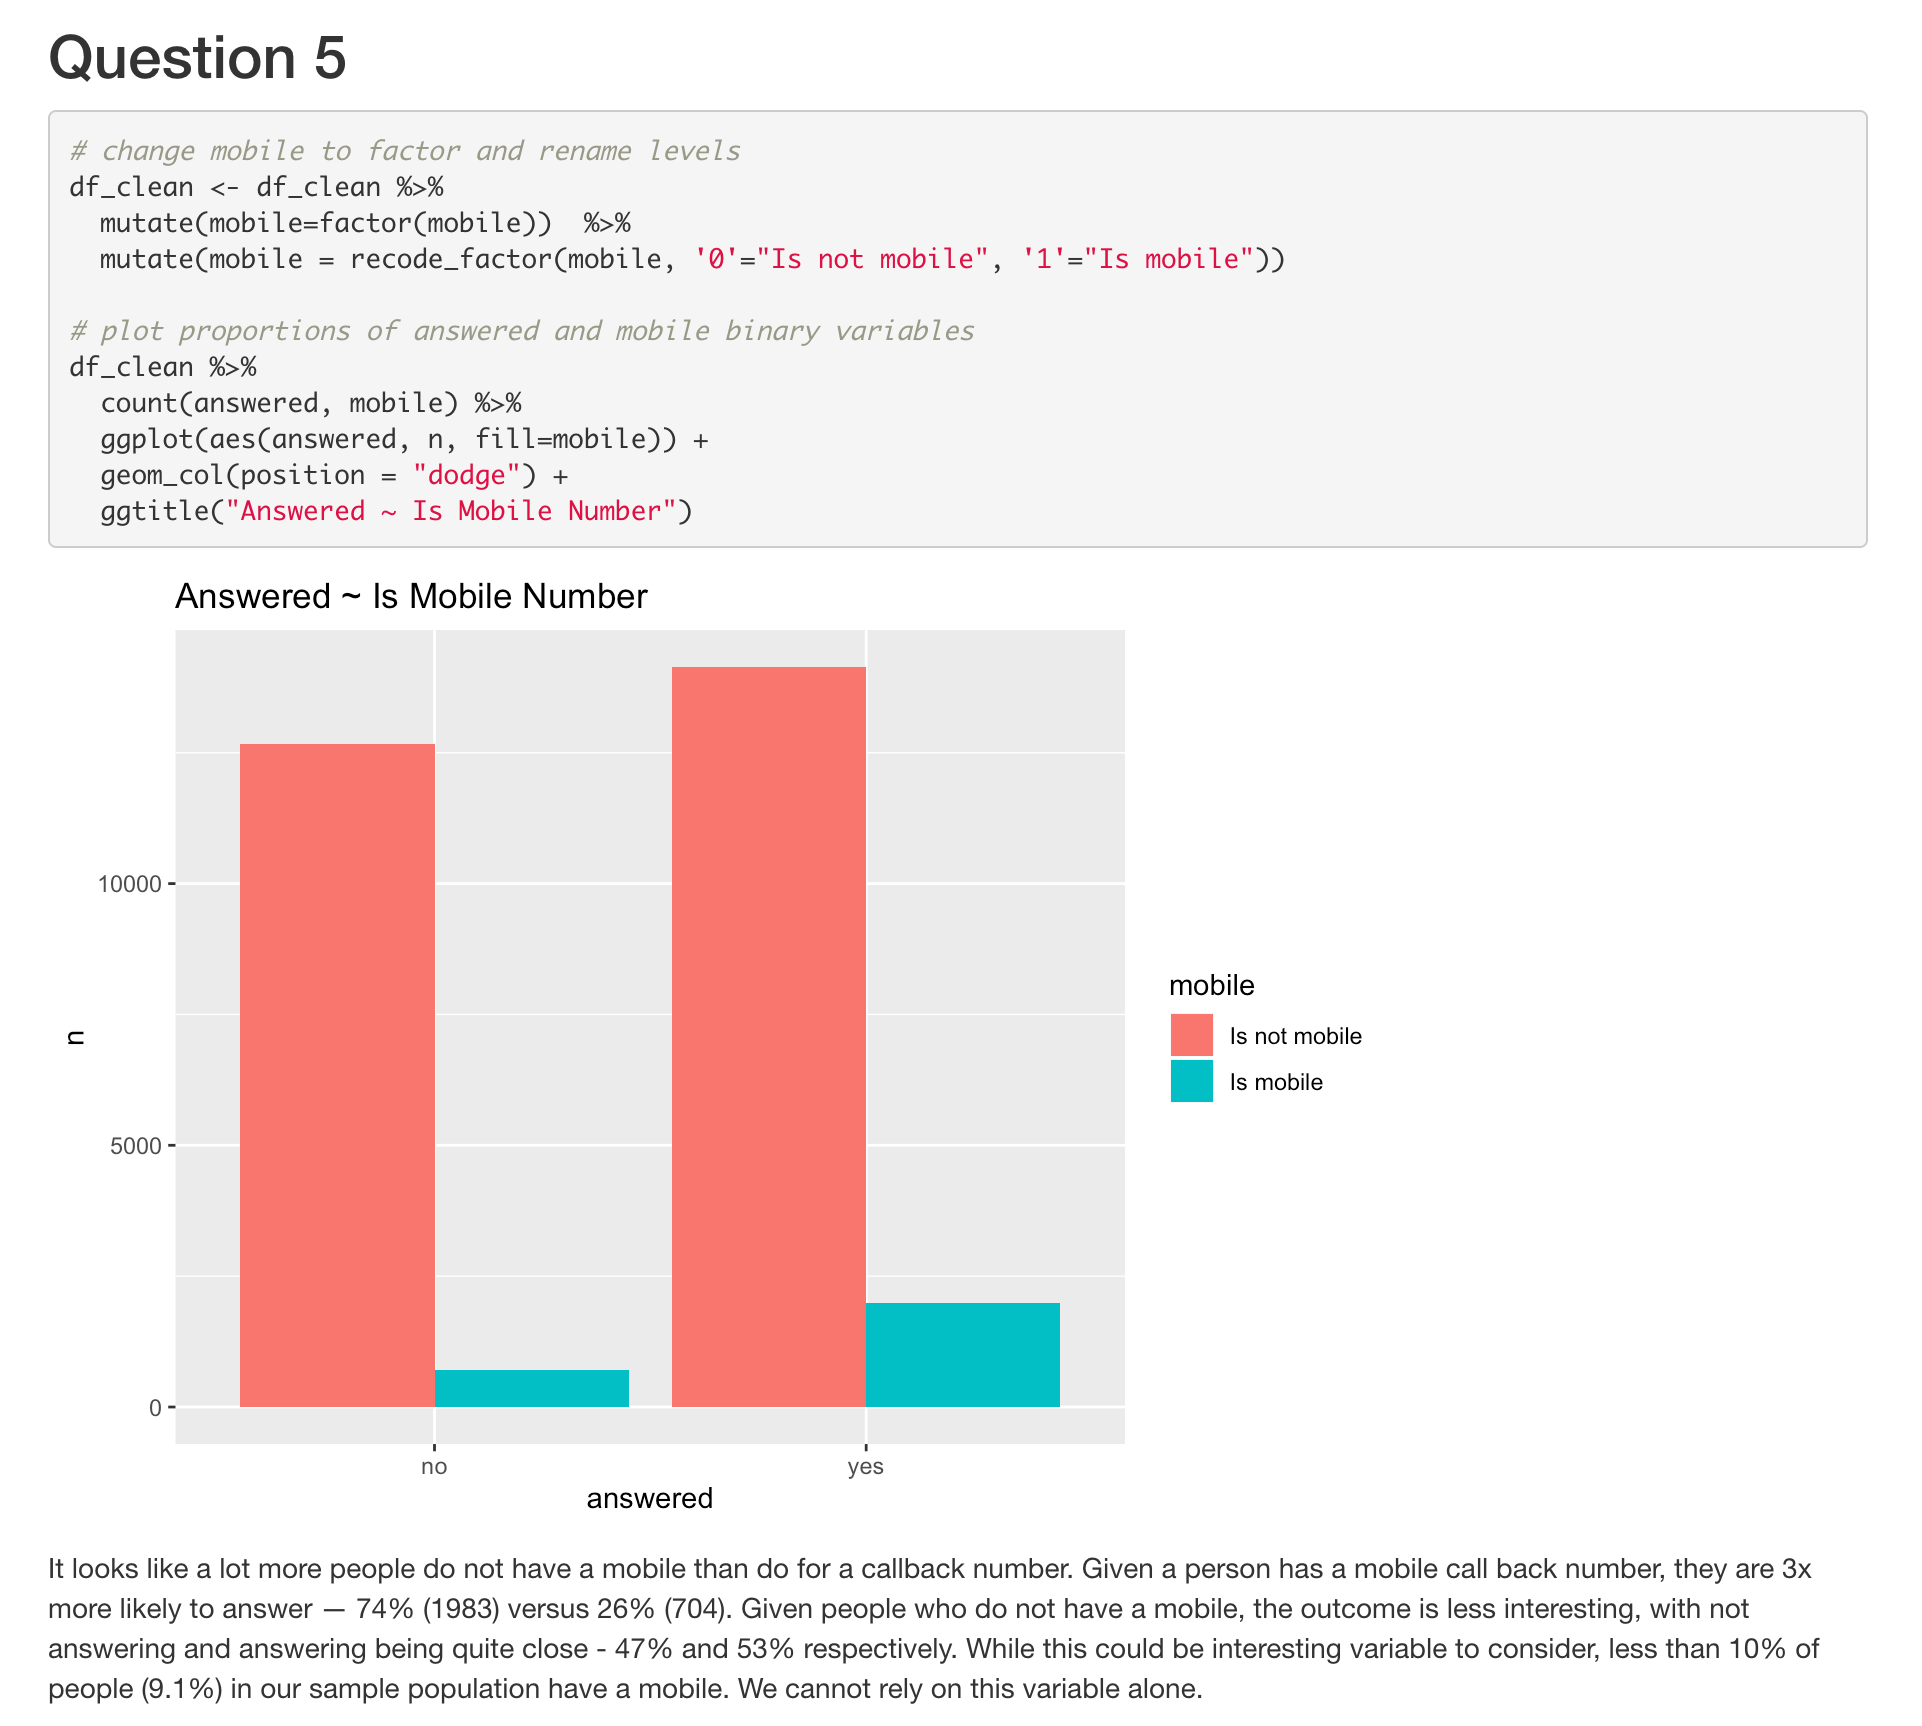 Question 5
# change mobile to factor and rename levels
df_clean <- df_clean %>%
  mutate(mobile=factor(mobile))  %>%
  mutate(mobile = recode_factor(mobile, '0'="Is not mobile", '1'="Is mobile"))
# plot proportions of answered and mobile binary variables
df_clean %>%
  count(answered, mobile) %>%
  ggplot(aes(answered, n, fill=mobile)) +
  geom_col(position = "dodge") +
  ggtitle("Answered ~ Is Mobile Number")
Answered ~ Is Mobile Number
10000
5000
0
n
no
yes
answered
mobile
Is not mobile
Is mobile
It looks like a lot more people do not have a mobile than do for a callback number. Given a person has a mobile call back number, they are 3x
more likely to answer — 74% (1983) versus 26% (704). Given people who do not have a mobile, the outcome is less interesting, with not
answering and answering being quite close - 47% and 53% respectively. While this could be interesting variable to consider, less than 10% of
people (9.1%) in our sample population have a mobile. We cannot rely on this variable alone.